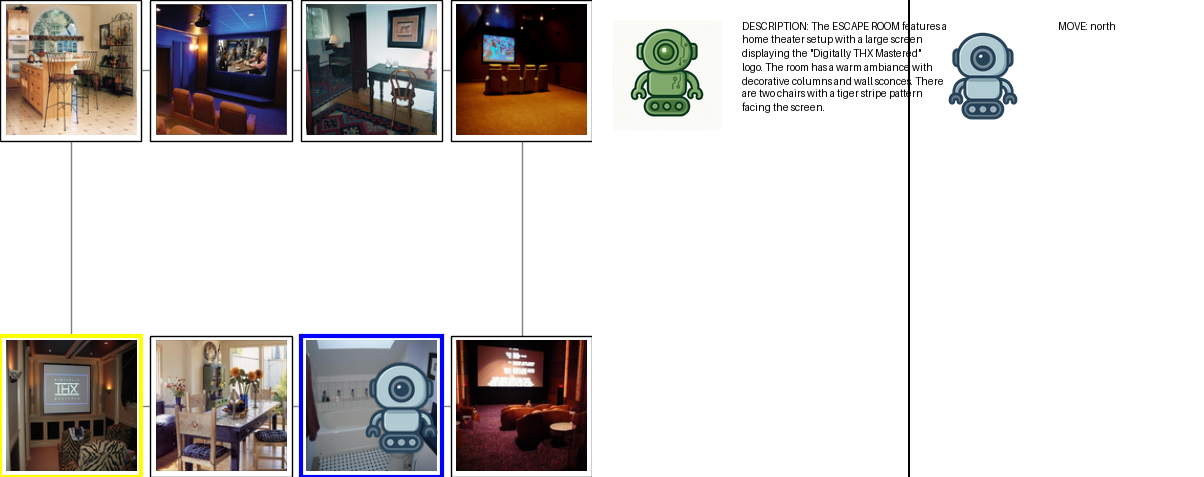 DESCRIPTION: The ESCAPE ROOM features a
home theater setup with a large screen
displaying the "Digitally THX Mastered"
logo. The room has a warm ambiance with
decorative columns and wall sconces. There
are two chairs with a tiger stripe pattern
facing the screen.
MOVE: north
THX